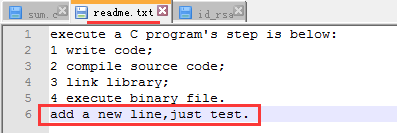 sum.c readme.txt id_rsa
1 execute a C program's step is below:
2 1 write code;
3 2 compile source code;
4 3 link library;
5 4 execute binary file.
6 add a new line,just test.